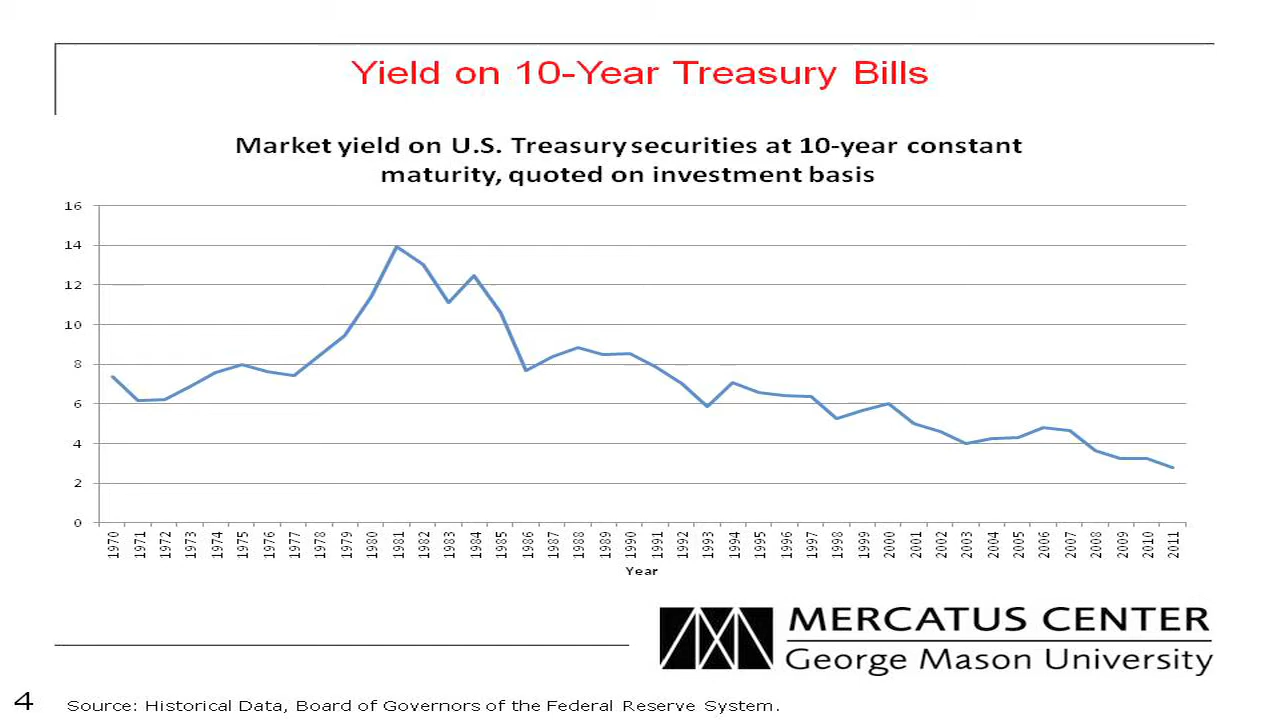 Yield on 10-Year Treasury Bills
Market yield on U.S. Treasury securities at 10-year constant
maturity, quoted on investment basis
16
14
12
10
8
6
4
2
0
1970 1971 1972 1973 1974 1975 1976 1977 1978 1979 1980 1981 1982 1983 1984 1985 1986 1987 1988 1989 1990 1991 1992 1993 1994 1995 1996 1997 1998 1999 2000 2001 2002 2003 2004 2005 2006 2007 2008 2009 2010 2011
Year
MERCATUS CENTER
George Mason University
4 Source: Historical Data, Board of Governors of the Federal Reserve System.